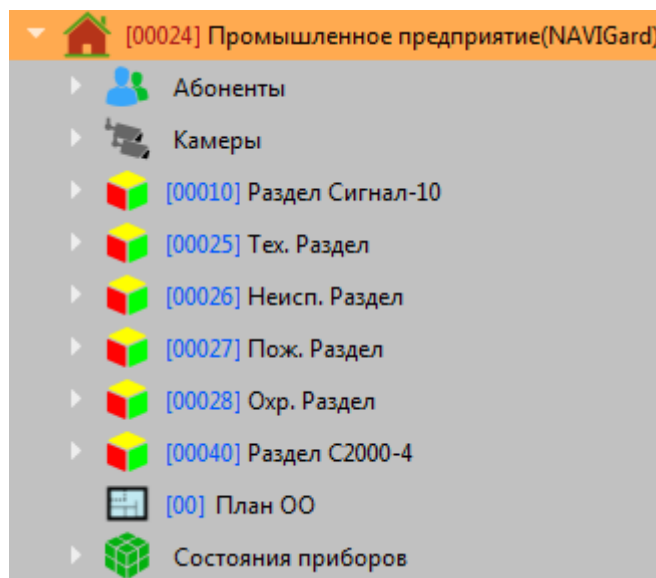 [00024] Промышленное предприятие(NAVIGard)
Абоненты
Камеры
[00010] Раздел Сигнал-10
[00025] Тех. Раздел
[00026] Неисп. Раздел
[00027] Пож. Раздел
[00028] Охр. Раздел
[00040] Раздел С2000-4
[00] План ОО
Состояния приборов